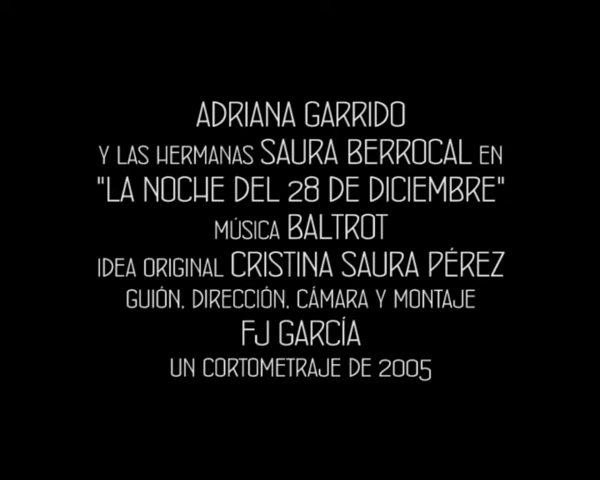 ADRIANA GARRIDO
Y LAS HERMANAS SAURA BERROCAL EN
"LA NOCHE DEL 28 DE DICIEMBRE"
MÚSICA BALTROT
IDEA ORIGINAL CRISTINA SAURA PÉREZ
GUIÓN, DIRECCIÓN, CÁMARA Y MONTAJE
FJ GARCÍA
UN CORTOMETRAJE DE 2005